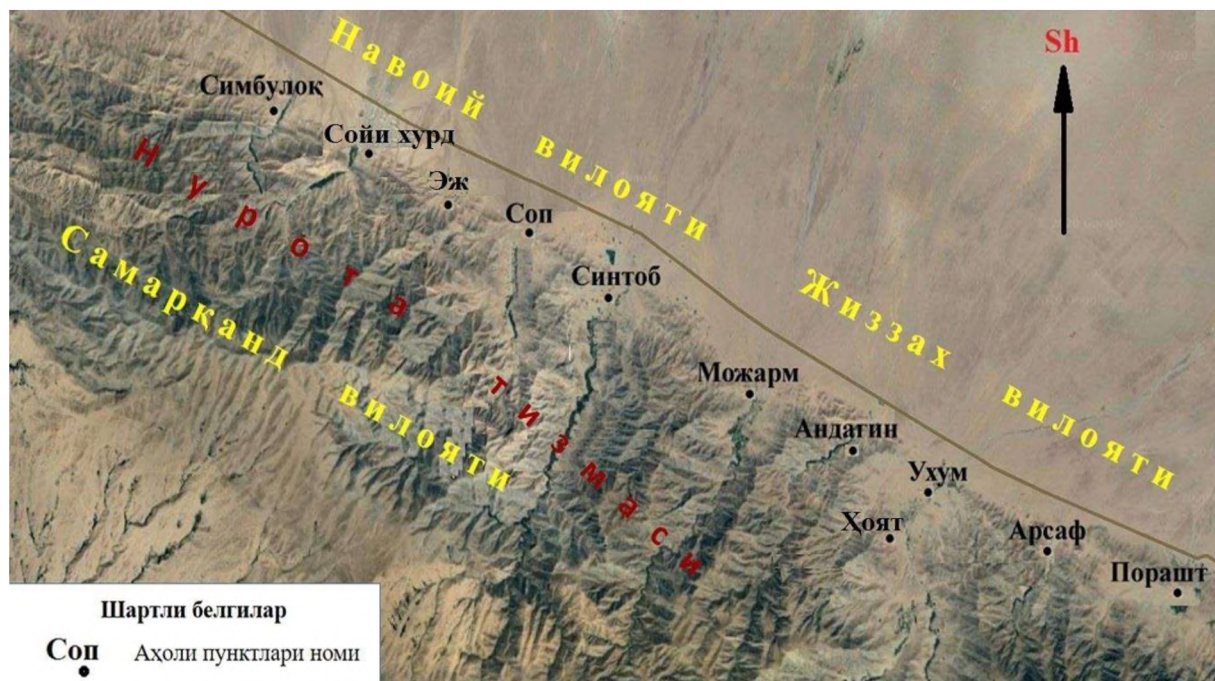 Sh
Навоий вилояти
Симбулоқ
Сойи хурд
Эж
Соп
Нурота тизмаси
Самарқанд вилояти
Синтоб
Жиззах вилояти
Можарм
Андатин
Ухум
Ҳоят
Арсаф
Порашт
Шартли белгилар
Соп Аҳоли пунктлари номи